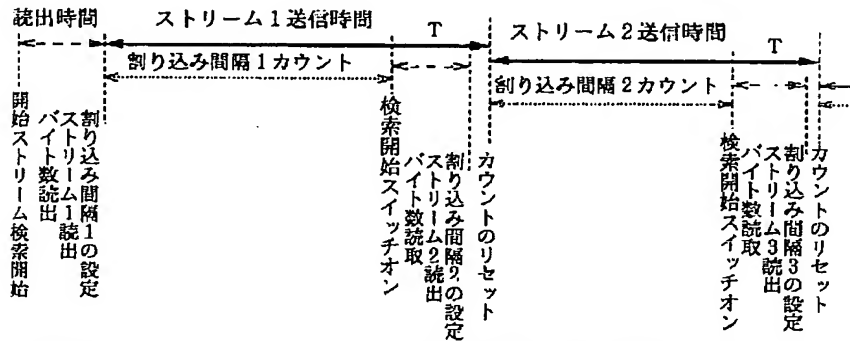 読出時間
ストリーム1送信時間
T
ストリーム2送信時間
T
割り込み間隔1カウント
割り込み間隔2カウント
開始ストリーム検索開始
バイト数読出
ストリーム1読出
割り込み間隔1の設定
検索開始スイッチオン
バイト数読取
ストリーム2読出
割り込み間隔2の設定
カウントのリセット
検索開始スイッチオン
バイト数読取
ストリーム3読出
割り込み間隔3の設定
カウントのリセット